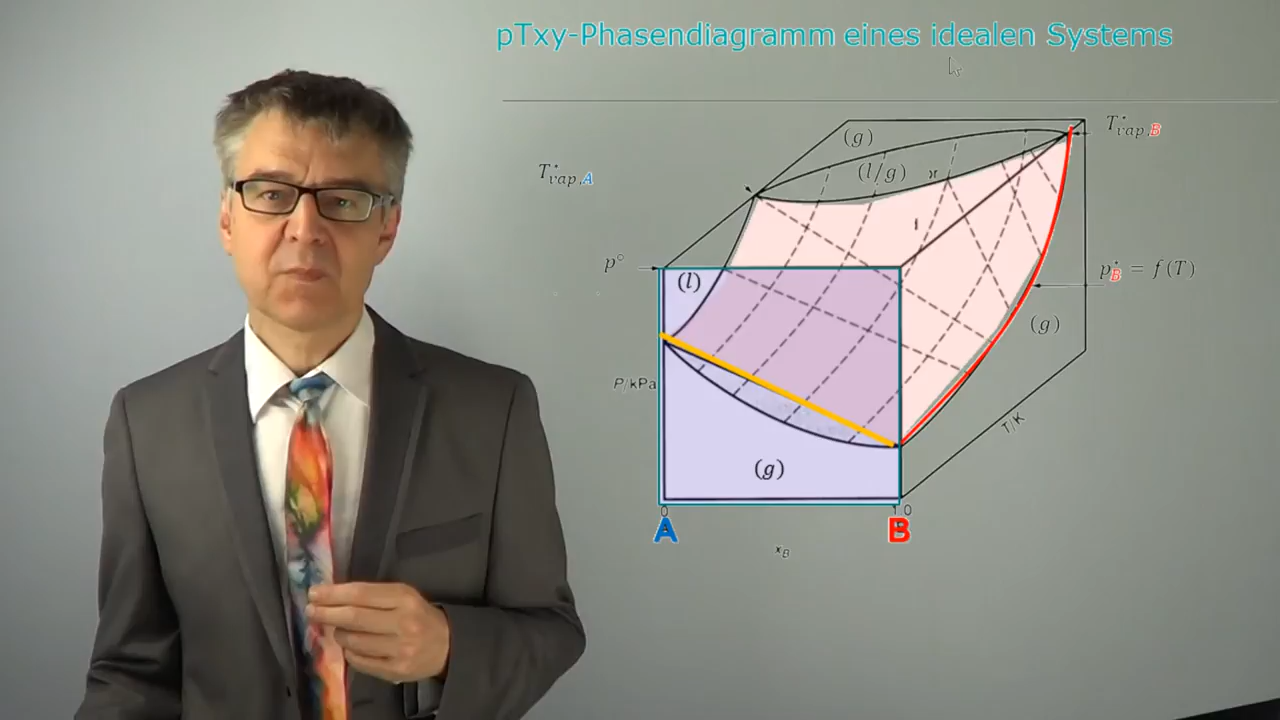 pTxy-Phasendiagramm eines idealen Systems
(g)
T*vap,B
(l/g)
T*vap,A
p° 
(l)
p*B = f(T)
(g)
P/kPa
T/K
(g)
0
1
0
A
B
xB